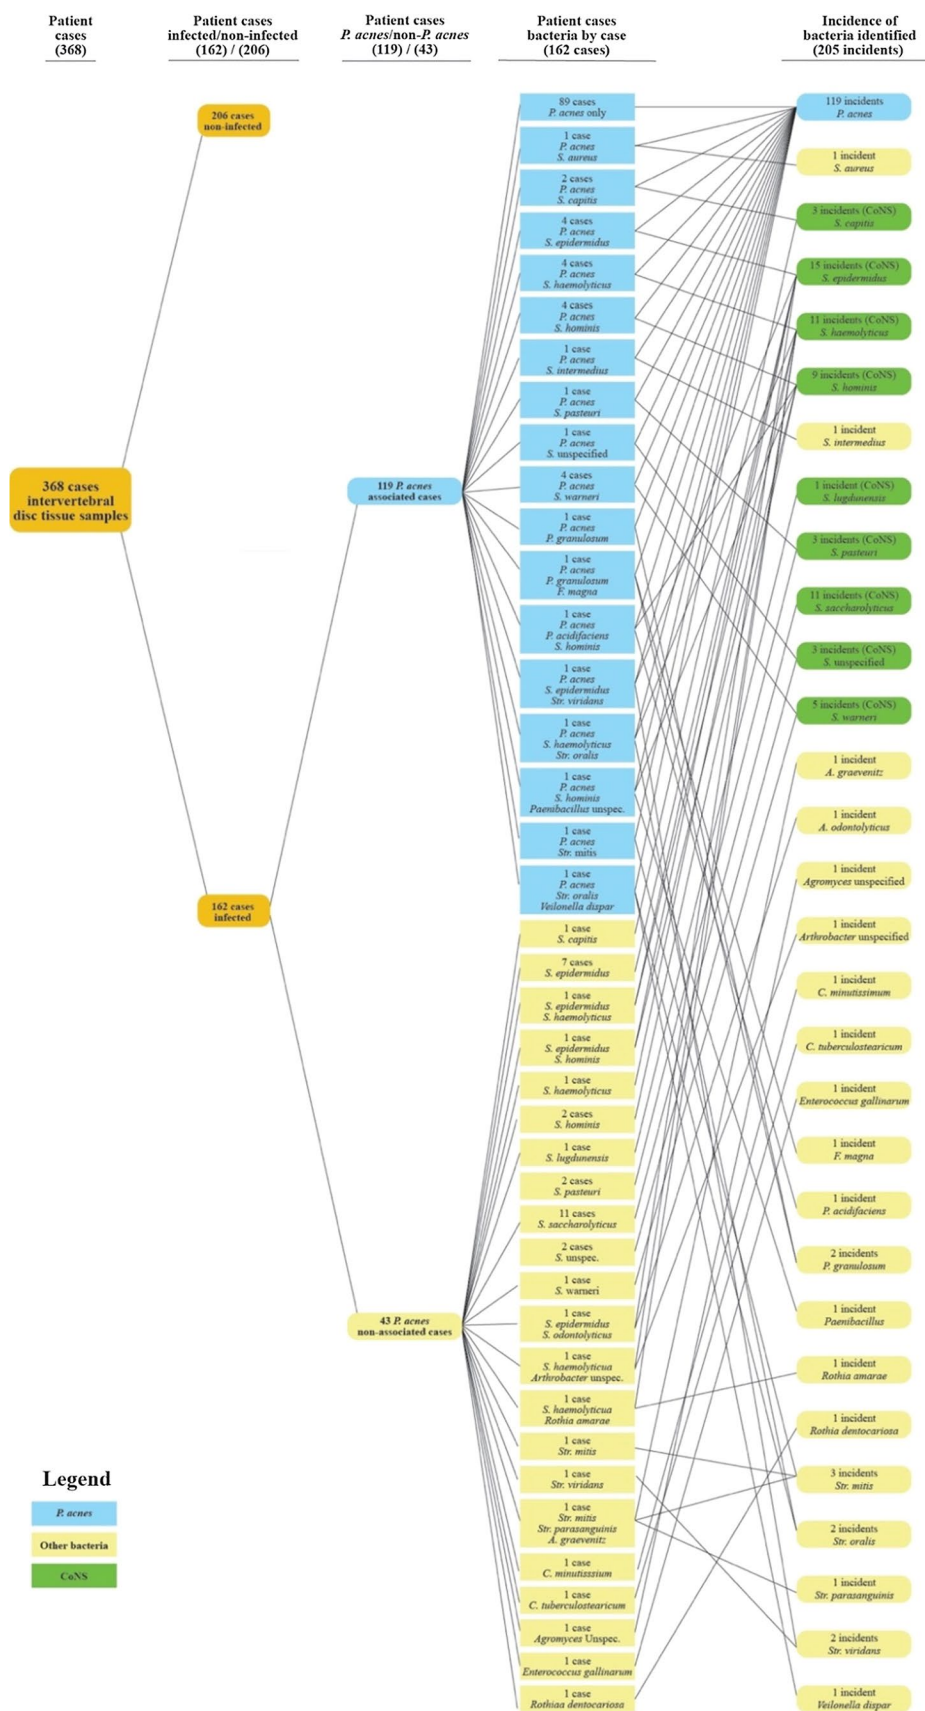 Patient
cases
(368)
Patient cases
infected/non-infected
(162) / (206)
Patient cases
P. acnes/non-P. acnes
(119) / (43)
Patient cases
bacteria by case
(162 cases)
Incidence of
bacteria identified
(205 incidents)
368 cases
intervertebral
disc tissue samples
206 cases
non-infected
162 cases
infected
119 P. acnes
associated cases
43 P. acnes
non-associated cases
89 cases
P. acnes only
1 case
P. acnes
S. aureus
2 cases
P. acnes
S. capitis
4 cases
P. acnes
S. epidermidus
4 cases
P. acnes
S. haemolyticus
4 cases
P. acnes
S. hominis
1 case
P. acnes
S. intermedius
1 case
P. acnes
S. pasteuri
1 case
P. acnes
S. unspecified
4 cases
P. acnes
S. warneri
1 case
P. acnes
P. granulosum
1 case
P. acnes
P. granulosum
F. magna
1 case
P. acnes
P. acidifaciens
S. hominis
1 case
P. acnes
S. epidermidus
Str. viridans
1 case
P. acnes
S. haemolyticus
Str. oralis
1 case
P. acnes
S. hominis
Paenibacillus unspec.
1 case
P. acnes
Str. mitis
1 case
P. acnes
Str. oralis
Veilonella dispar
1 case
S. capitis
7 cases
S. epidermidus
1 case
S. epidermidus
S. haemolyticus
1 case
S. epidermidus
S. hominis
1 case
S. haemolyticus
2 cases
S. hominis
1 case
S. lugdunensis
2 cases
S. pasteuri
11 cases
S. saccharolyticus
2 cases
S. unspec.
1 case
S. warneri
1 case
S. epidermidus
S. odontolyticus
1 case
S. haemolyticua
Arthrobacter unspec.
1 case
S. haemolyticua
Rothia amarae
1 case
Str. mitis
1 case
Str. viridans
1 case
Str. mitis
Str. parasanguinis
A. graevenitz
1 case
C. minutisssium
1 case
C. tuberculostearicum
1 case
Agromyces Unspec.
1 case
Enterococcus gallinarum
1 case
Rothiaa dentocariosa
119 incidents
P. acnes
1 incident
S. aureus
3 incidents (CoNS)
S. capitis
15 incidents (CoNS)
S. epidermidus
11 incidents (CoNS)
S. haemolyticus
9 incidents (CoNS)
S. hominis
1 incident
S. intermedius
1 incident (CoNS)
S. lugdunensis
3 incidents (CoNS)
S. pasteuri
11 incidents (CoNS)
S. saccharolyticus
3 incidents (CoNS)
S. unspecified
5 incidents (CoNS)
S. warneri
1 incident
A. graevenitz
1 incident
A. odontolyticus
1 incident
Agromyces unspecified
1 incident
Arthrobacter unspecified
1 incident
C. minutissimum
1 incident
C. tuberculostearicum
1 incident
Enterococcus gallinarum
1 incident
F. magna
1 incident
P. acidifaciens
2 incidents
P. granulosum
1 incident
Paenibacillus
1 incident
Rothia amarae
1 incident
Rothia dentocariosa
3 incidents
Str. mitis
2 incidents
Str. oralis
1 incident
Str. parasanguinis
2 incidents
Str. viridans
1 incident
Veilonella dispar
Legend
P. acnes
Other bacteria
CoNS